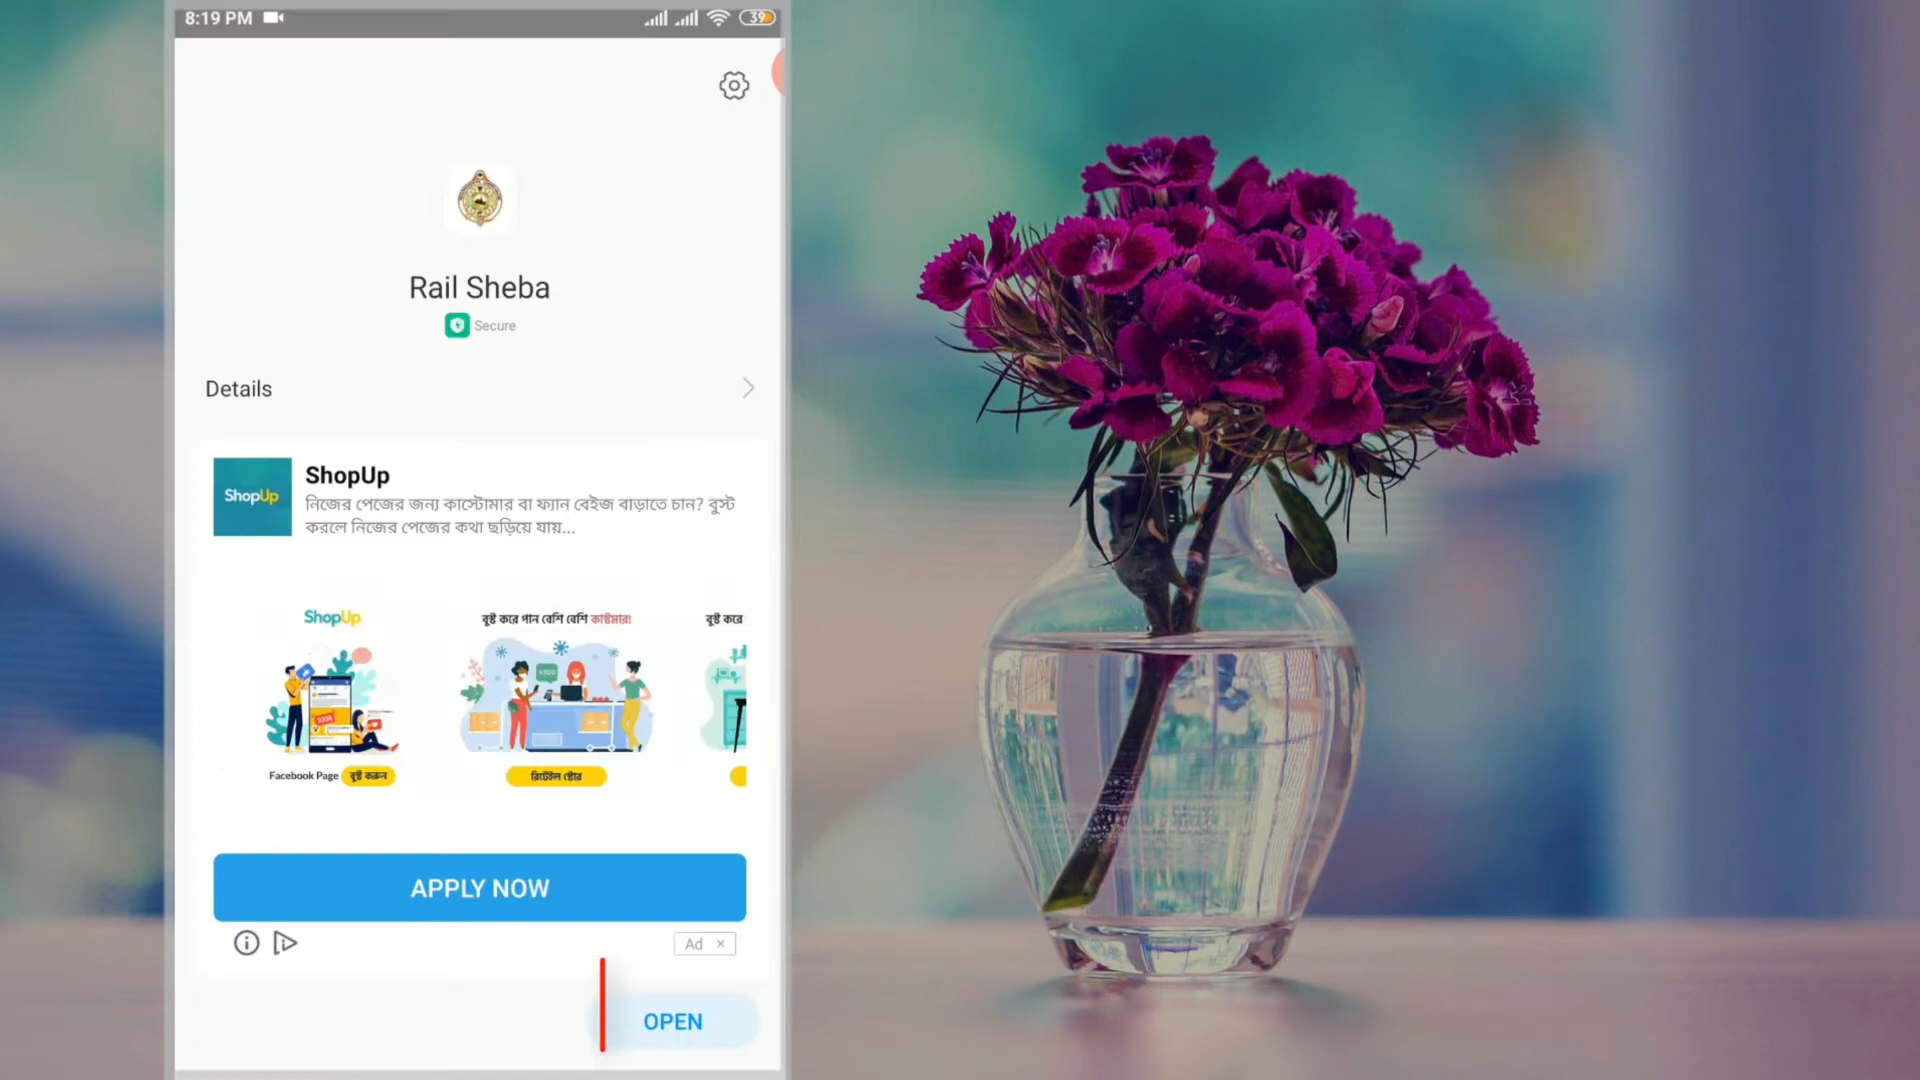 8:19 PM
39
Rail Sheba
Secure
Details
ShopUp
ShopUp
নিজের পেজের জন্য কাস্টোমার বা ফ্যান বেইজ বাড়াতে চান? বুস্ট
করলে নিজের পেজের কথা ছড়িয়ে যায়...
ShopUp
Facebook Page বুস্ট করুন
বুস্ট করে পান বেশি বেশি কাস্টমার!
রিটেইল স্টোর
বুস্ট করে
APPLY NOW
Ad
OPEN